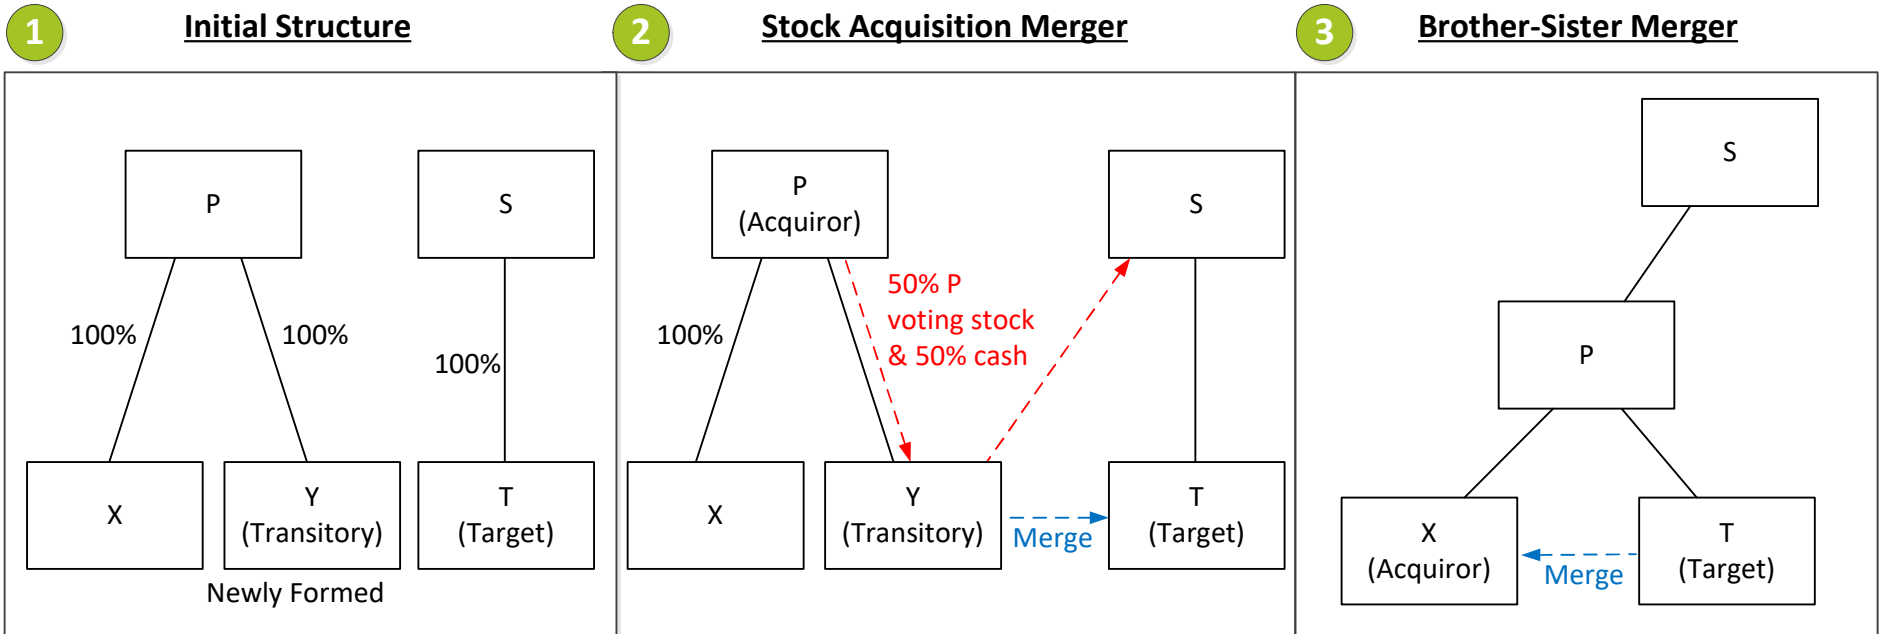 1
Initial Structure
P
S
100%
100%
100%
X
Y
(Transitory)
T
(Target)
Newly Formed
2
Stock Acquisition Merger
P
(Acquiror)
S
50% P
voting stock
& 50% cash
100%
X
Y
(Transitory)
Merge
T
(Target)
3
Brother-Sister Merger
S
P
X
(Acquiror)
Merge
T
(Target)